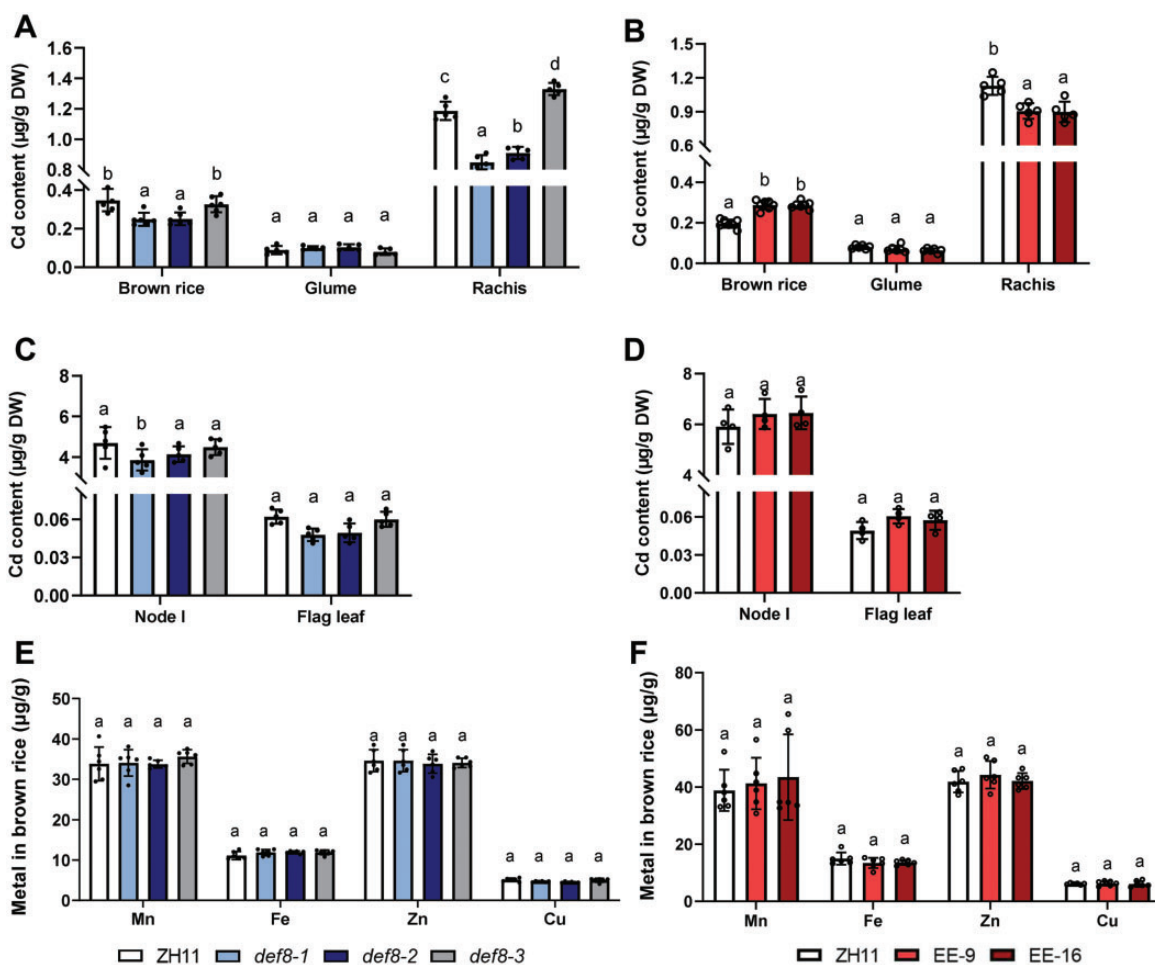 A
Cd content (µg/g DW)
1.6
1.4
1.2
1.0
0.8
0.4
0.2
0.0
b a a b
a a a a
c a b d
Brown rice Glume Rachis
B
Cd content (µg/g DW)
1.5
1.2
0.9
0.6
0.4
0.2
0.0
a b b
a a a
b a a
Brown rice Glume Rachis
C
Cd content (µg/g DW)
8
6
4
0.06
0.03
0.00
a b a a
a a a a
Node I Flag leaf
D
Cd content (µg/g DW)
8
6
4
0.06
0.03
0.00
a a a
a a a
Node I Flag leaf
E
Metal in brown rice (µg/g)
50
40
30
20
10
0
a a a a
a a a a
a a a a
a a a a
Mn Fe Zn Cu
ZH11 def8-1 def8-2 def8-3
F
Metal in brown rice (µg/g)
80
60
40
20
0
a a a
a a a
a a a
a a a
Mn Fe Zn Cu
ZH11 EE-9 EE-16